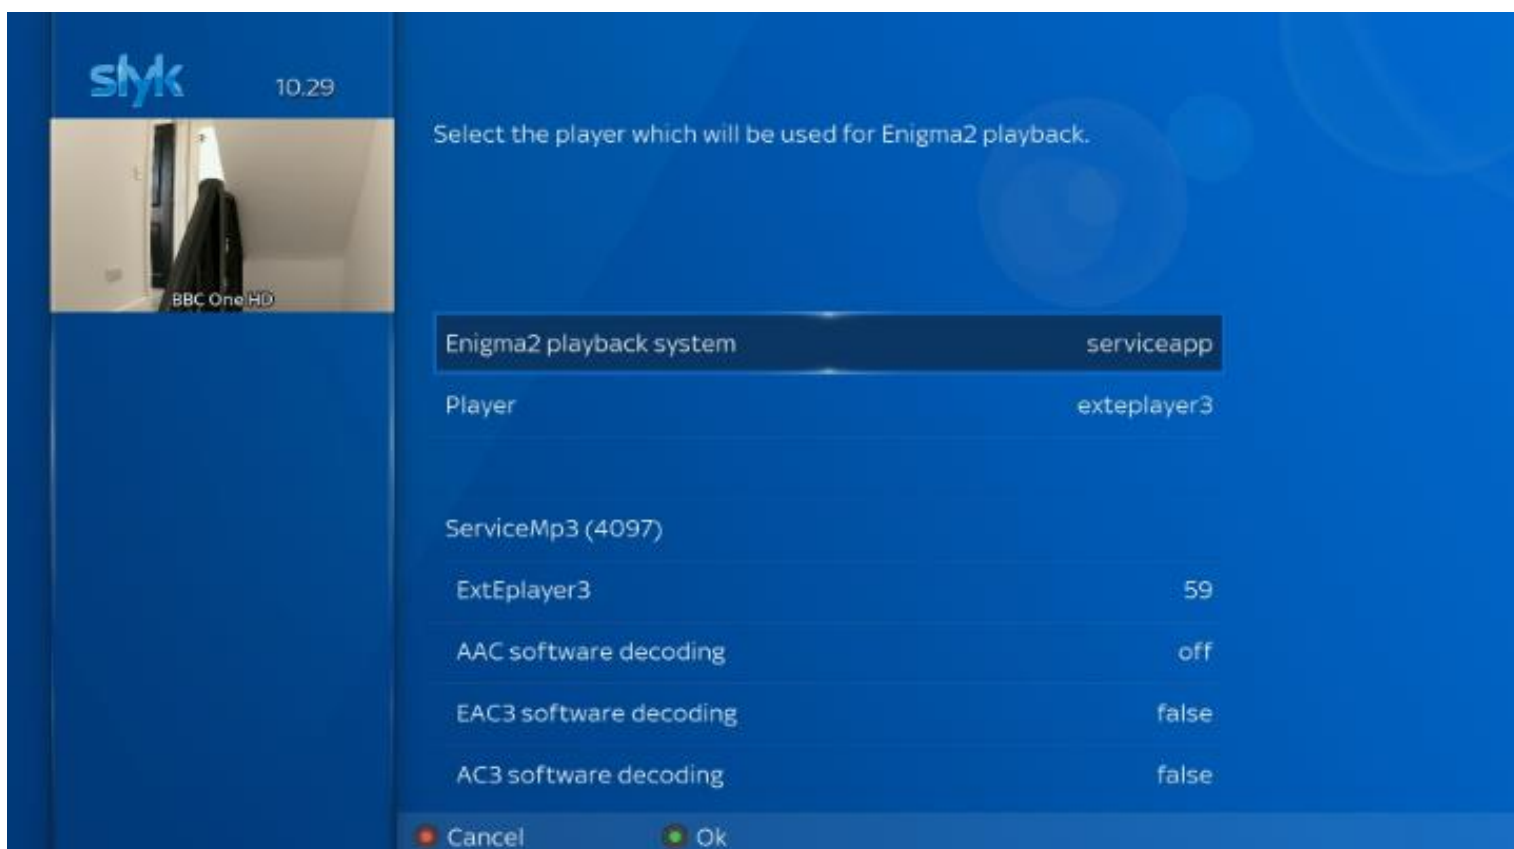 slyk
10.29
BBC One HD
Select the player which will be used for Enigma2 playback.
Enigma2 playback system serviceapp
Player exteplayer3
ServiceMp3 (4097)
ExtEplayer3 59
AAC software decoding off
EAC3 software decoding false
AC3 software decoding false
Cancel Ok